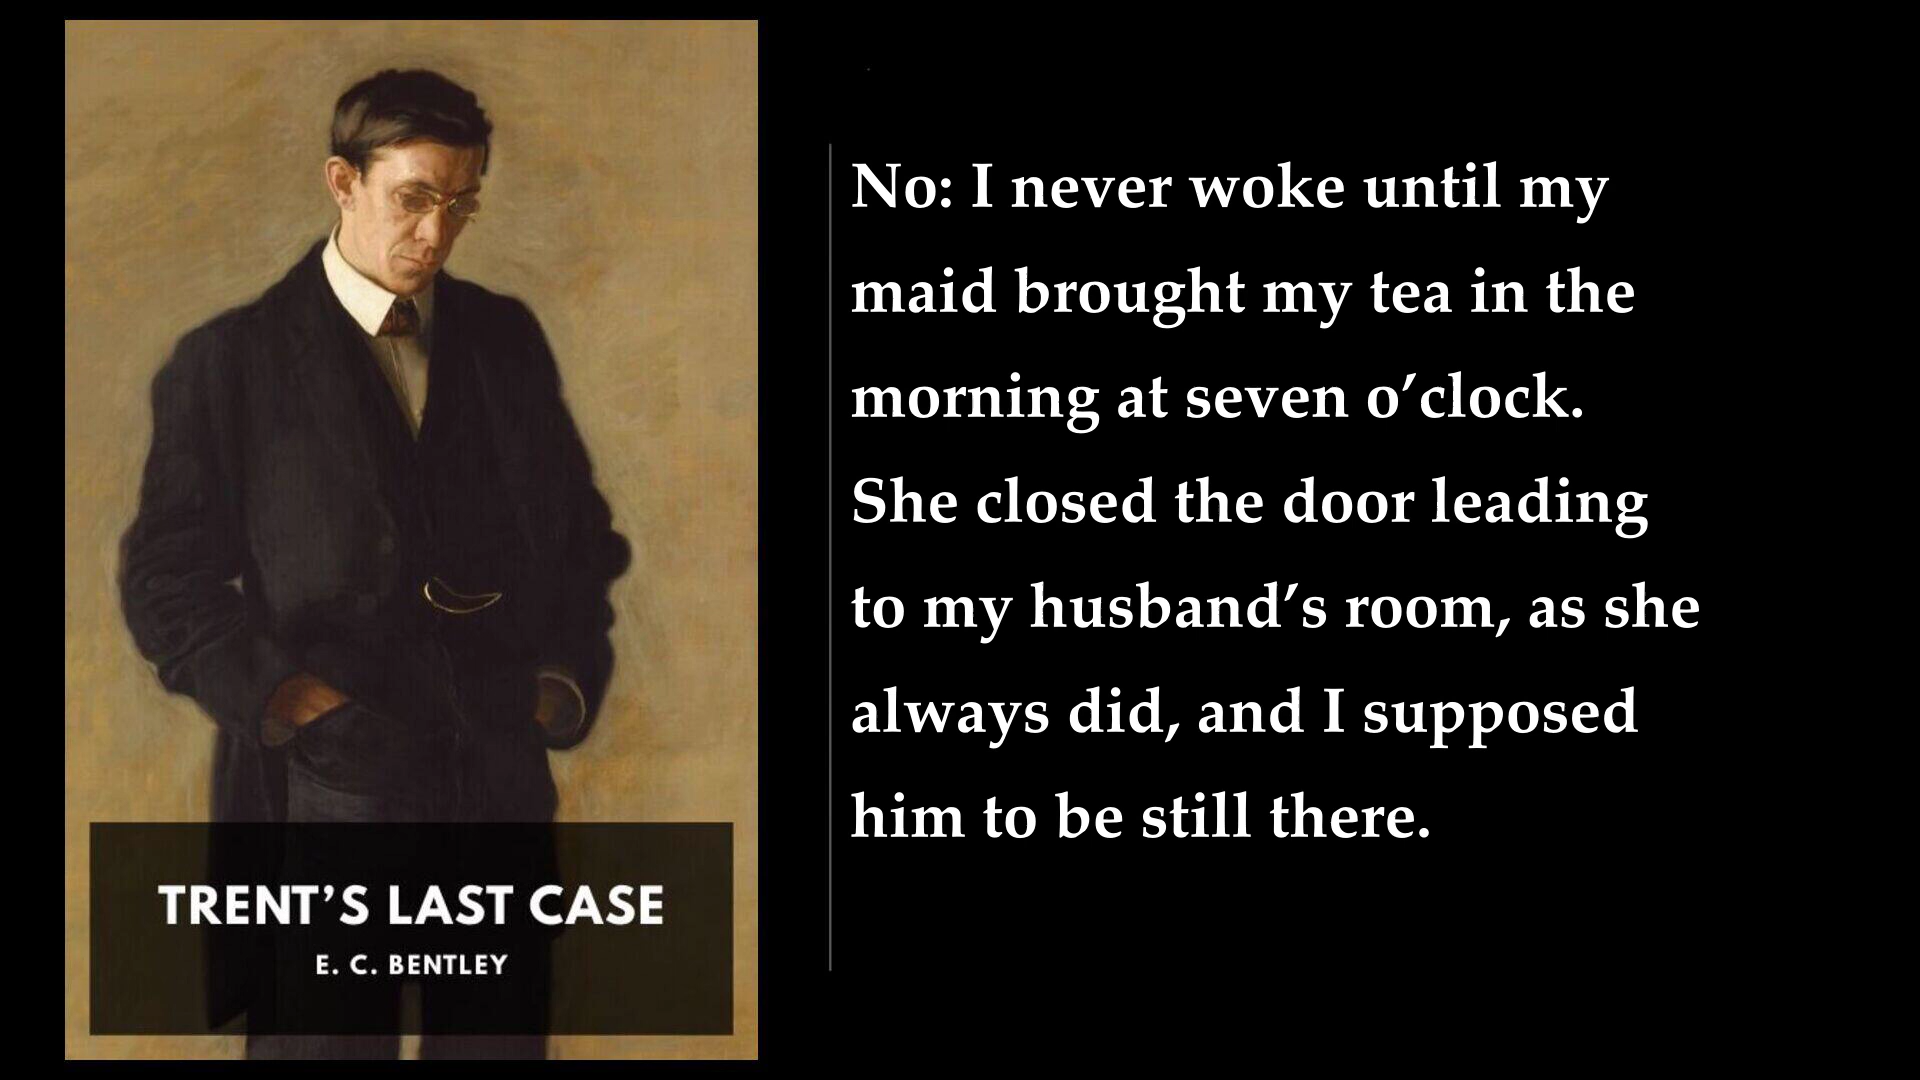 TRENT’S LAST CASE
E. C. BENTLEY
No: I never woke until my
maid brought my tea in the
morning at seven o’clock.
She closed the door leading
to my husband’s room, as she
always did, and I supposed
him to be still there.